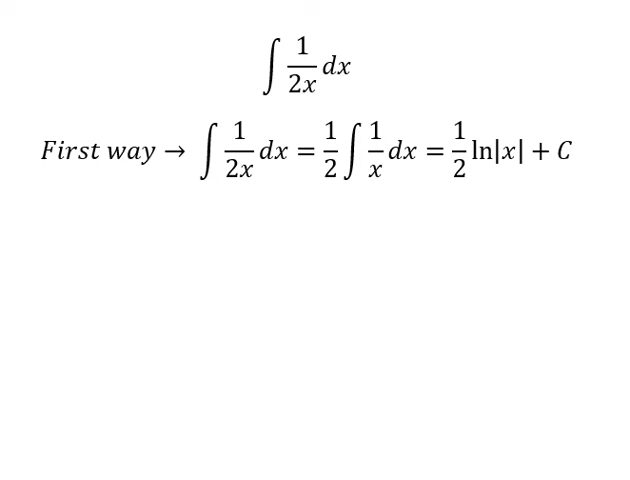 ∫ 1/2x dx
First way → ∫ 1/2x dx = 1/2 ∫ 1/x dx = 1/2 ln|x| + C